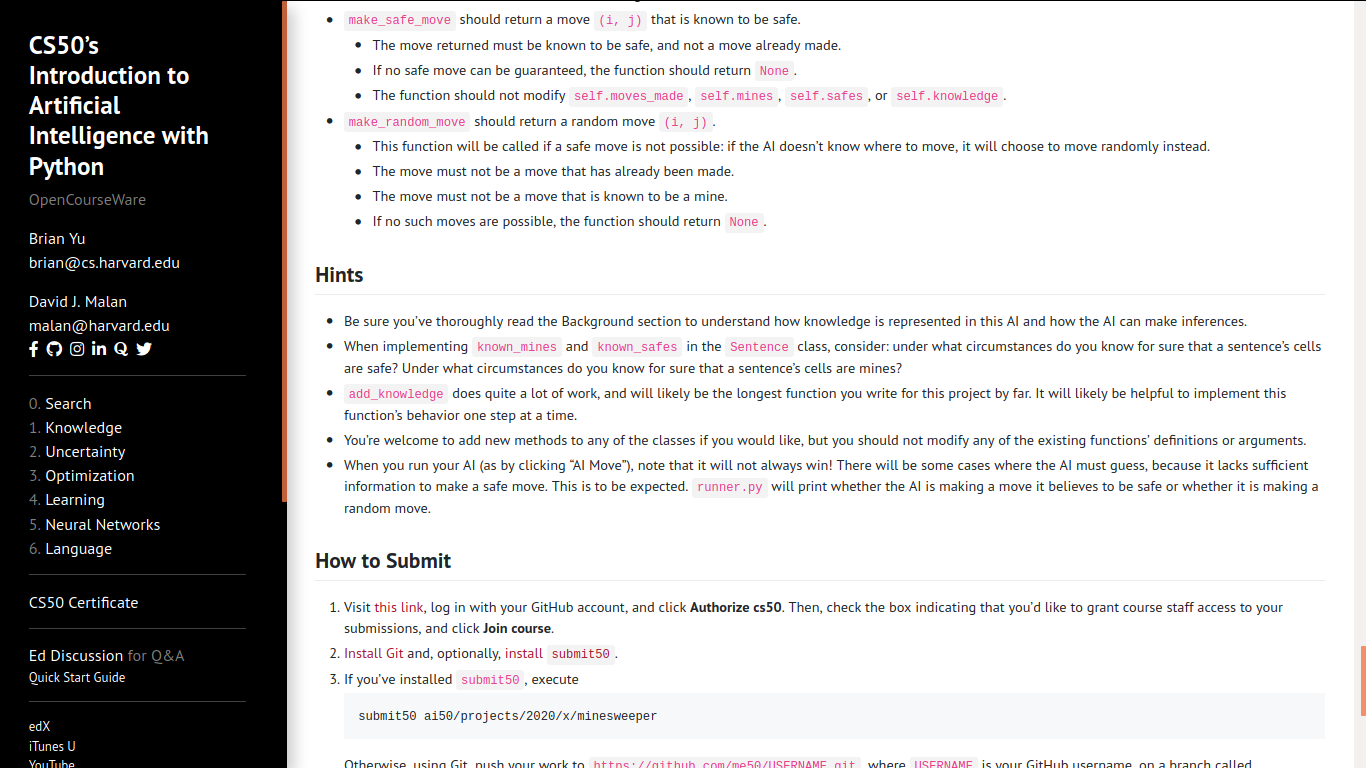 CS50’s
Introduction to
Artificial
Intelligence with
Python
OpenCourseWare
Brian Yu
brian@cs.harvard.edu
David J. Malan
malan@harvard.edu
0. Search
1. Knowledge
2. Uncertainty
3. Optimization
4. Learning
5. Neural Networks
6. Language
CS50 Certificate
Ed Discussion for Q&A
Quick Start Guide
edX
iTunes U
YouTube
make_safe_move should return a move (i, j) that is known to be safe.
The move returned must be known to be safe, and not a move already made.
If no safe move can be guaranteed, the function should return None.
The function should not modify self.moves_made, self.mines, self.safes, or self.knowledge.
make_random_move should return a random move (i, j).
This function will be called if a safe move is not possible: if the AI doesn’t know where to move, it will choose to move randomly instead.
The move must not be a move that has already been made.
The move must not be a move that is known to be a mine.
If no such moves are possible, the function should return None.
Hints
Be sure you’ve thoroughly read the Background section to understand how knowledge is represented in this AI and how the AI can make inferences.
When implementing known_mines and known_safes in the Sentence class, consider: under what circumstances do you know for sure that a sentence’s cells
are safe? Under what circumstances do you know for sure that a sentence’s cells are mines?
add_knowledge does quite a lot of work, and will likely be the longest function you write for this project by far. It will likely be helpful to implement this
function’s behavior one step at a time.
You’re welcome to add new methods to any of the classes if you would like, but you should not modify any of the existing functions’ definitions or arguments.
When you run your AI (as by clicking “AI Move”), note that it will not always win! There will be some cases where the AI must guess, because it lacks sufficient
information to make a safe move. This is to be expected. runner.py will print whether the AI is making a move it believes to be safe or whether it is making a
random move.
How to Submit
1. Visit this link, log in with your GitHub account, and click Authorize cs50. Then, check the box indicating that you’d like to grant course staff access to your
submissions, and click Join course.
2. Install Git and, optionally, install submit50.
3. If you’ve installed submit50, execute
submit50 ai50/projects/2020/x/minesweeper
Otherwise, using Git, push your work to https://github.com/me50/USERNAME.git, where USERNAME is your GitHub username, on a branch called